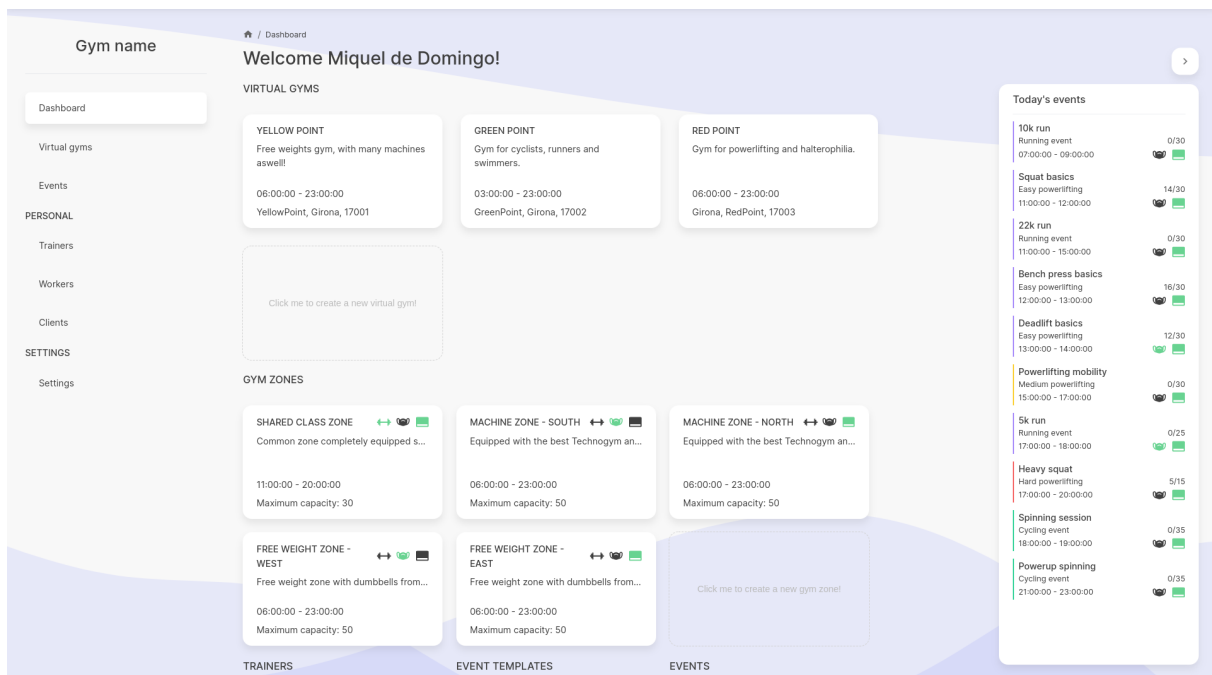 Gym name
Dashboard
Virtual gyms
Events
PERSONAL
Trainers
Workers
Clients
SETTINGS
Settings
/ Dashboard
Welcome Miquel de Domingo!
VIRTUAL GYMS
YELLOW POINT
Free weights gym, with many machines
aswell!
06:00:00 - 23:00:00
YellowPoint, Girona, 17001
GREEN POINT
Gym for cyclists, runners and
swimmers.
03:00:00 - 23:00:00
GreenPoint, Girona, 17002
RED POINT
Gym for powerlifting and halterophilia.
06:00:00 - 23:00:00
Girona, RedPoint, 17003
Click me to create a new virtual gym!
GYM ZONES
SHARED CLASS ZONE
Common zone completely equipped s...
11:00:00 - 20:00:00
Maximum capacity: 30
MACHINE ZONE - SOUTH
Equipped with the best Technogym an...
06:00:00 - 23:00:00
Maximum capacity: 50
MACHINE ZONE - NORTH
Equipped with the best Technogym an...
06:00:00 - 23:00:00
Maximum capacity: 50
FREE WEIGHT ZONE -
WEST
Free weight zone with dumbbells from...
06:00:00 - 23:00:00
Maximum capacity: 50
FREE WEIGHT ZONE -
EAST
Free weight zone with dumbbells from...
06:00:00 - 23:00:00
Maximum capacity: 50
Click me to create a new gym zone!
TRAINERS
EVENT TEMPLATES
EVENTS
Today's events
10k run
Running event 0/30
07:00:00 - 09:00:00
Squat basics
Easy powerlifting 14/30
11:00:00 - 12:00:00
22k run
Running event 0/30
11:00:00 - 15:00:00
Bench press basics
Easy powerlifting 16/30
12:00:00 - 13:00:00
Deadlift basics
Easy powerlifting 12/30
13:00:00 - 14:00:00
Powerlifting mobility
Medium powerlifting 0/30
15:00:00 - 17:00:00
5k run
Running event 0/25
17:00:00 - 18:00:00
Heavy squat
Hard powerlifting 5/15
17:00:00 - 20:00:00
Spinning session
Cycling event 0/35
18:00:00 - 19:00:00
Powerup spinning
Cycling event 0/35
21:00:00 - 23:00:00